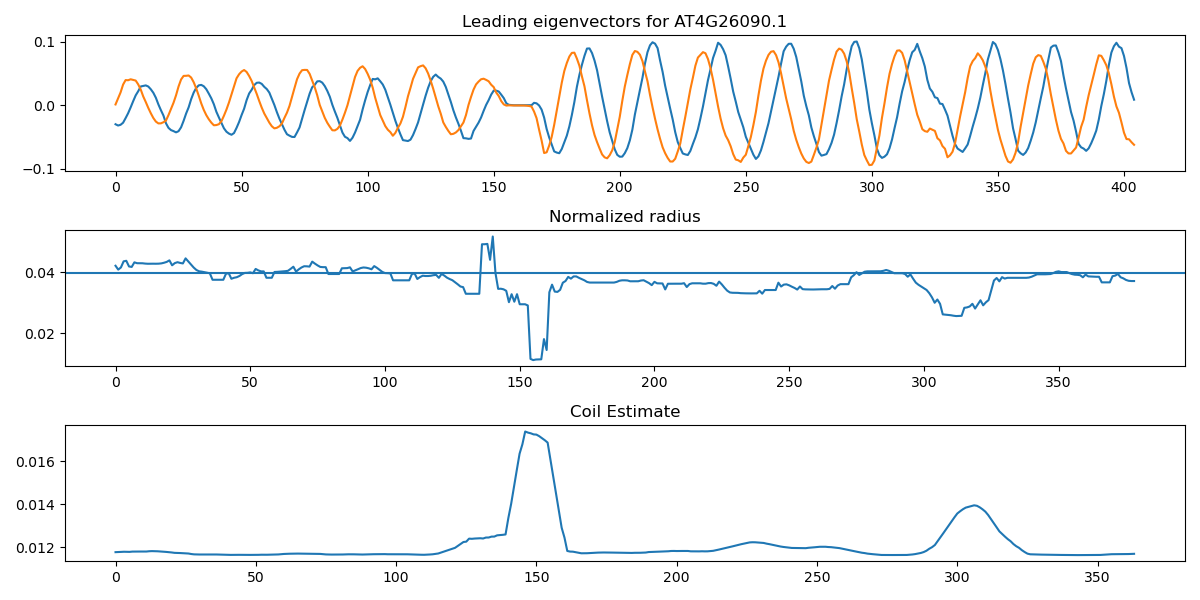 Leading eigenvectors for AT4G26090.1
0.1
0.0
−0.1
0 50 100 150 200 250 300 350 400
Normalized radius
0.04
0.02
0 50 100 150 200 250 300 350
Coil Estimate
0.016
0.014
0.012
0 50 100 150 200 250 300 350